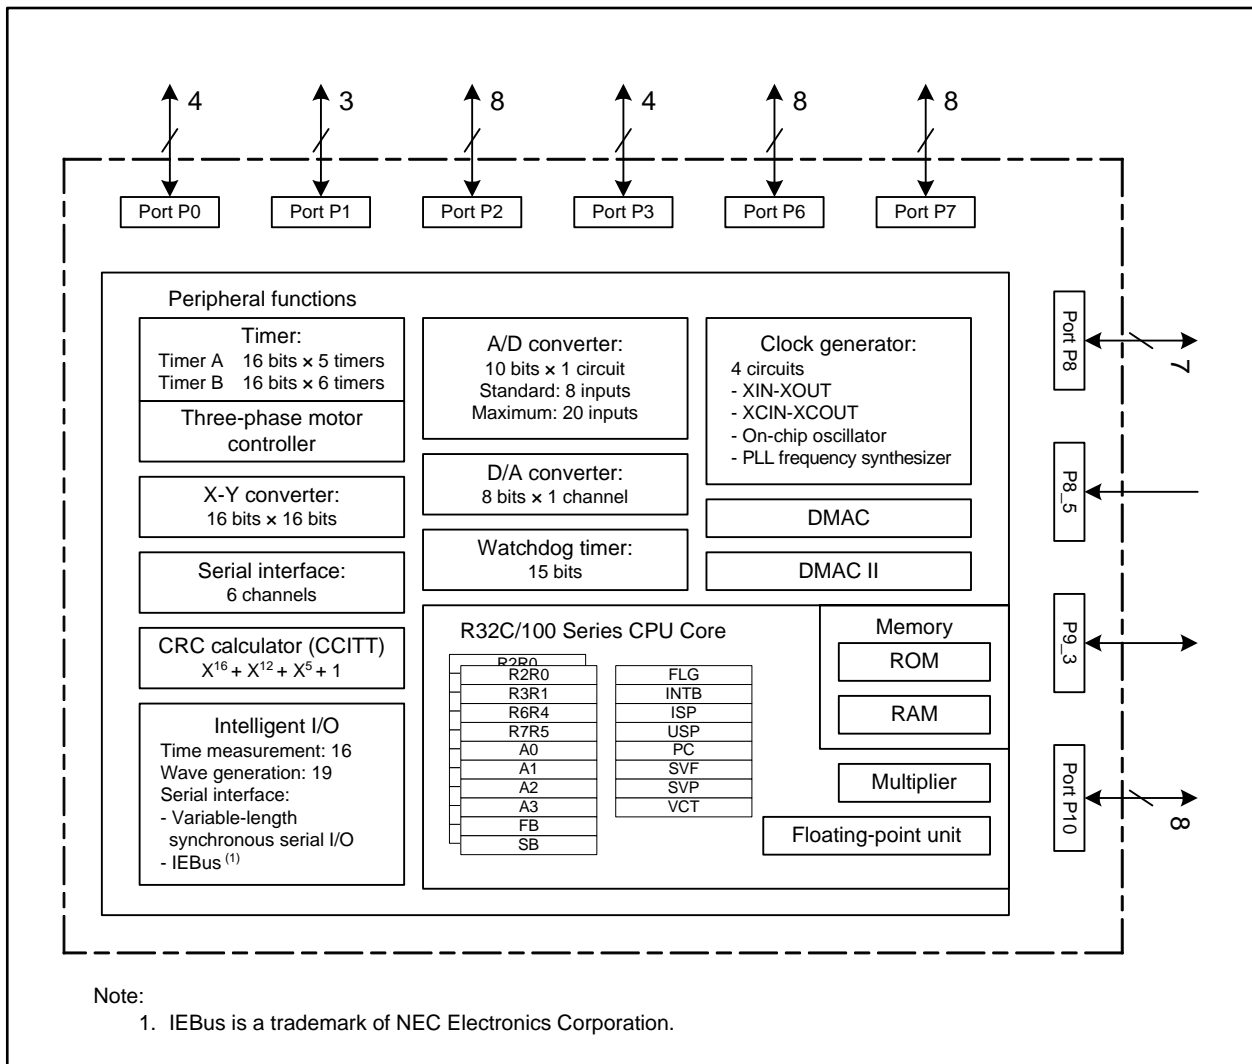 4
3
8
4
8
8
Port P0
Port P1
Port P2
Port P3
Port P6
Port P7
Peripheral functions
Timer:
Timer A 16 bits × 5 timers
Timer B 16 bits × 6 timers
Three-phase motor
controller
X-Y converter:
16 bits × 16 bits
Serial interface:
6 channels
CRC calculator (CCITT)
X¹⁶ + X¹² + X⁵ + 1
Intelligent I/O
Time measurement: 16
Wave generation: 19
Serial interface:
- Variable-length
synchronous serial I/O
- IEBus (1)
A/D converter:
10 bits × 1 circuit
Standard: 8 inputs
Maximum: 20 inputs
D/A converter:
8 bits × 1 channel
Watchdog timer:
15 bits
Clock generator:
4 circuits
- XIN-XOUT
- XCIN-XCOUT
- On-chip oscillator
- PLL frequency synthesizer
DMAC
DMAC II
R32C/100 Series CPU Core
R2R0
R2R0
R3R1
R6R4
R7R5
A0
A1
A2
A3
FB
SB
FLG
INTB
ISP
USP
PC
SVF
SVP
VCT
Memory
ROM
RAM
Multiplier
Floating-point unit
Port P8
7
P8_5
P9_3
Port P10
8
Note:
1. IEBus is a trademark of NEC Electronics Corporation.